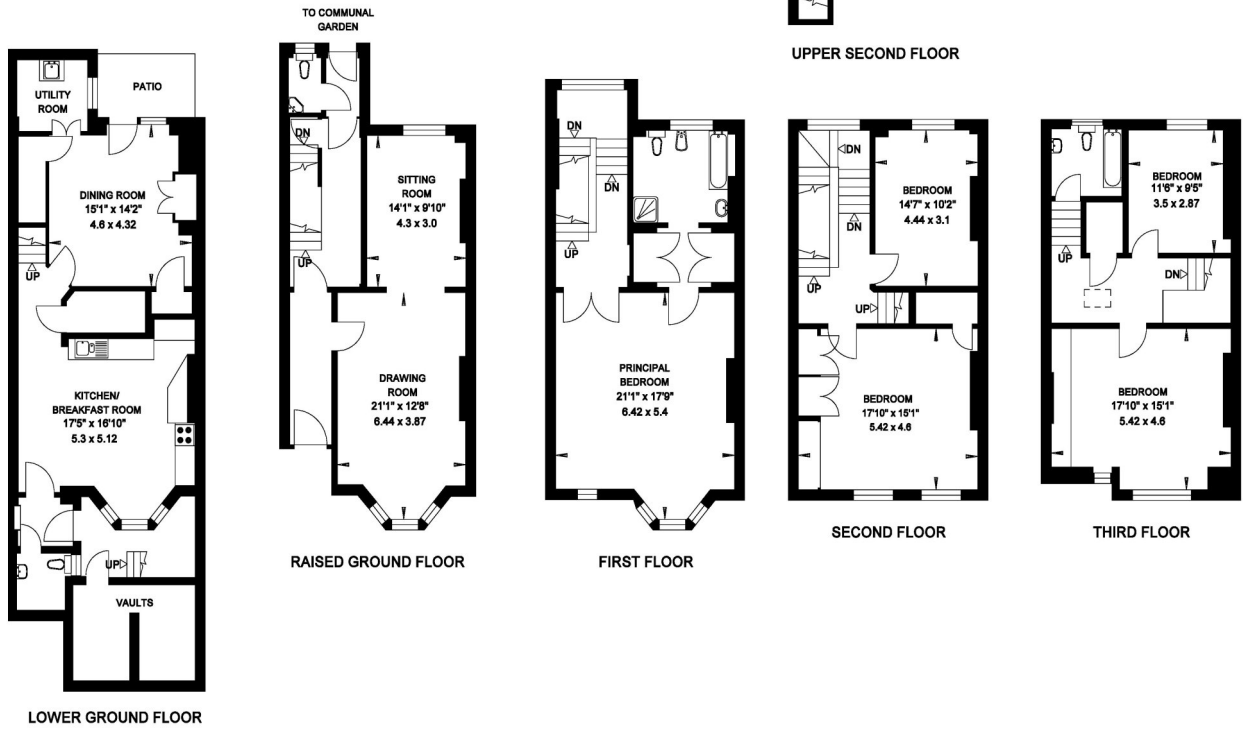 TO COMMUNAL
GARDEN
UPPER SECOND FLOOR
UTILITY
ROOM
PATIO
DINING ROOM
15'1" x 14'2"
4.6 x 4.32
UP
KITCHEN/
BREAKFAST ROOM
17'5" x 16'10"
5.3 x 5.12
UP
VAULTS
LOWER GROUND FLOOR
DN
SITTING
ROOM
14'1" x 9'10"
4.3 x 3.0
UP
DRAWING
ROOM
21'1" x 12'8"
6.44 x 3.87
RAISED GROUND FLOOR
DN
DN
UP
PRINCIPAL
BEDROOM
21'1" x 17'9"
6.42 x 5.4
FIRST FLOOR
DN
BEDROOM
14'7" x 10'2"
4.44 x 3.1
DN
UP
UP
BEDROOM
17'10" x 15'1"
5.42 x 4.6
SECOND FLOOR
BEDROOM
11'6" x 9'5"
3.5 x 2.87
UP
DN
BEDROOM
17'10" x 15'1"
5.42 x 4.6
THIRD FLOOR